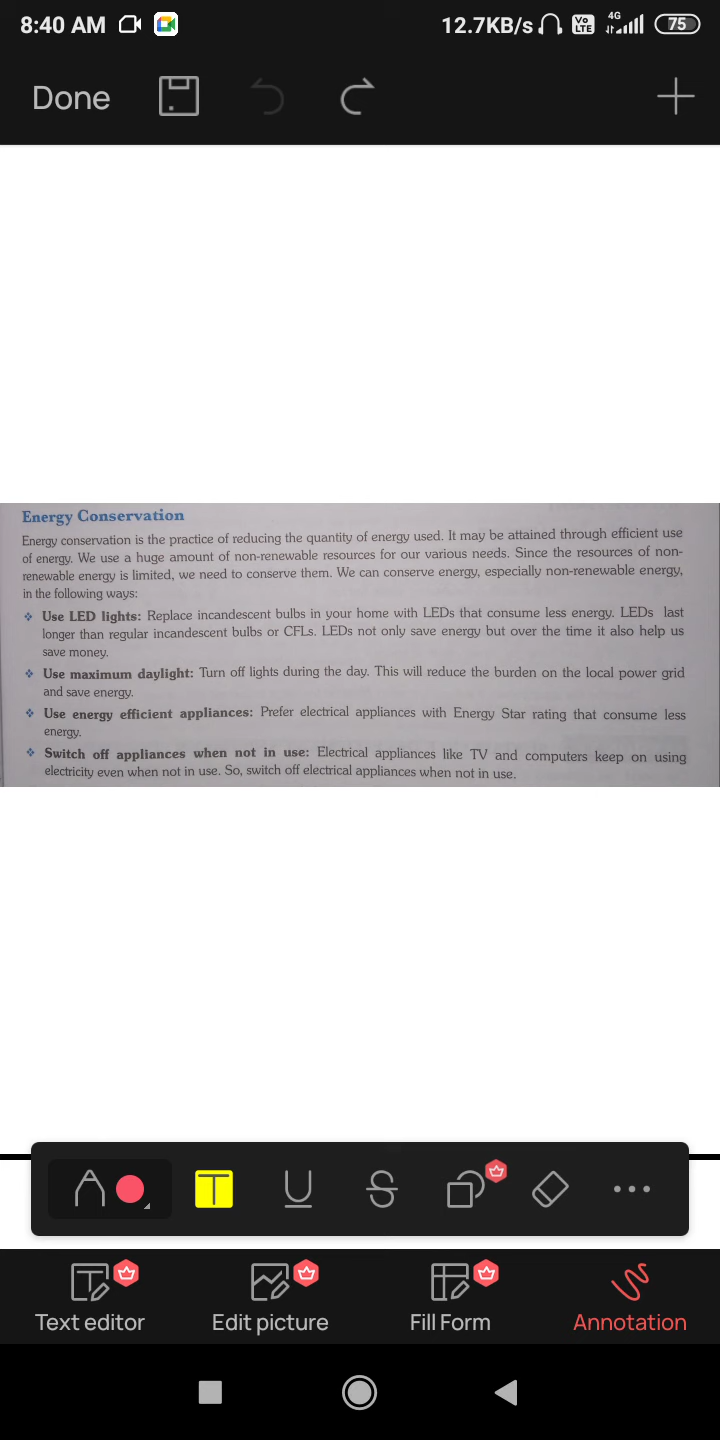 8:40 AM
12.7KB/s
Vo
LTE
4G
75
Done
Energy Conservation
Energy conservation is the practice of reducing the quantity of energy used. It may be attained through efficient use
of energy. We use a huge amount of non-renewable resources for our various needs. Since the resources of non-
renewable energy is limited, we need to conserve them. We can conserve energy, especially non-renewable energy,
in the following ways:
❖ Use LED lights: Replace incandescent bulbs in your home with LEDs that consume less energy. LEDs last
longer than regular incandescent bulbs or CFLs. LEDs not only save energy but over the time it also help us
save money.
❖ Use maximum daylight: Turn off lights during the day. This will reduce the burden on the local power grid
and save energy.
❖ Use energy efficient appliances: Prefer electrical appliances with Energy Star rating that consume less
energy.
❖ Switch off appliances when not in use: Electrical appliances like TV and computers keep on using
electricity even when not in use. So, switch off electrical appliances when not in use.
T
U
S
Text editor
Edit picture
Fill Form
Annotation